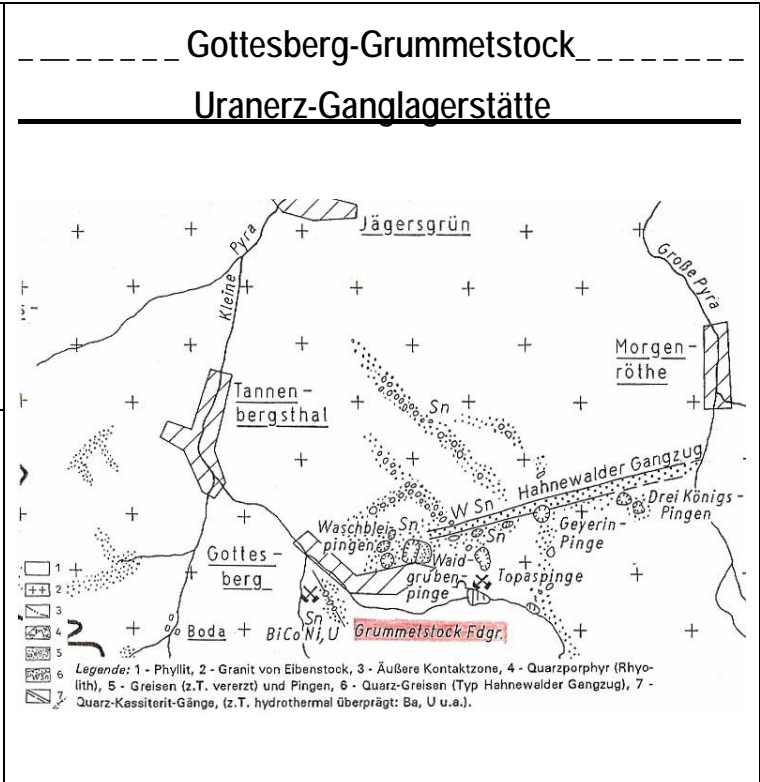 Gottesberg-Grummetstock
Uranerz-Ganglagerstätte
Jägersgrün
Kleine Pyra
Große Pyra
Morgen-
röthe
Tannen-
bergsthal
Sn
W Sn Hahnewalder Gangzug
Drei Königs-
Pingen
Geyerin-
Pinge
Sn
Sn
Waschblei-
pingen
Waid-
gruben-
pinge
Topaspinge
Gottes-
berg
Sn
BiCoNi,U
Grummetstock Fdgr.
Boda
1
2
3
4
5
6
7
Legende: 1 - Phyllit, 2 - Granit von Eibenstock, 3 - Äußere Kontaktzone, 4 - Quarzporphyr (Rhyo-
lith), 5 - Greisen (z.T. vererzt) und Pingen, 6 - Quarz-Greisen (Typ Hahnewalder Gangzug), 7 -
Quarz-Kassiterit-Gänge, (z.T. hydrothermal überprägt: Ba, U u.a.).